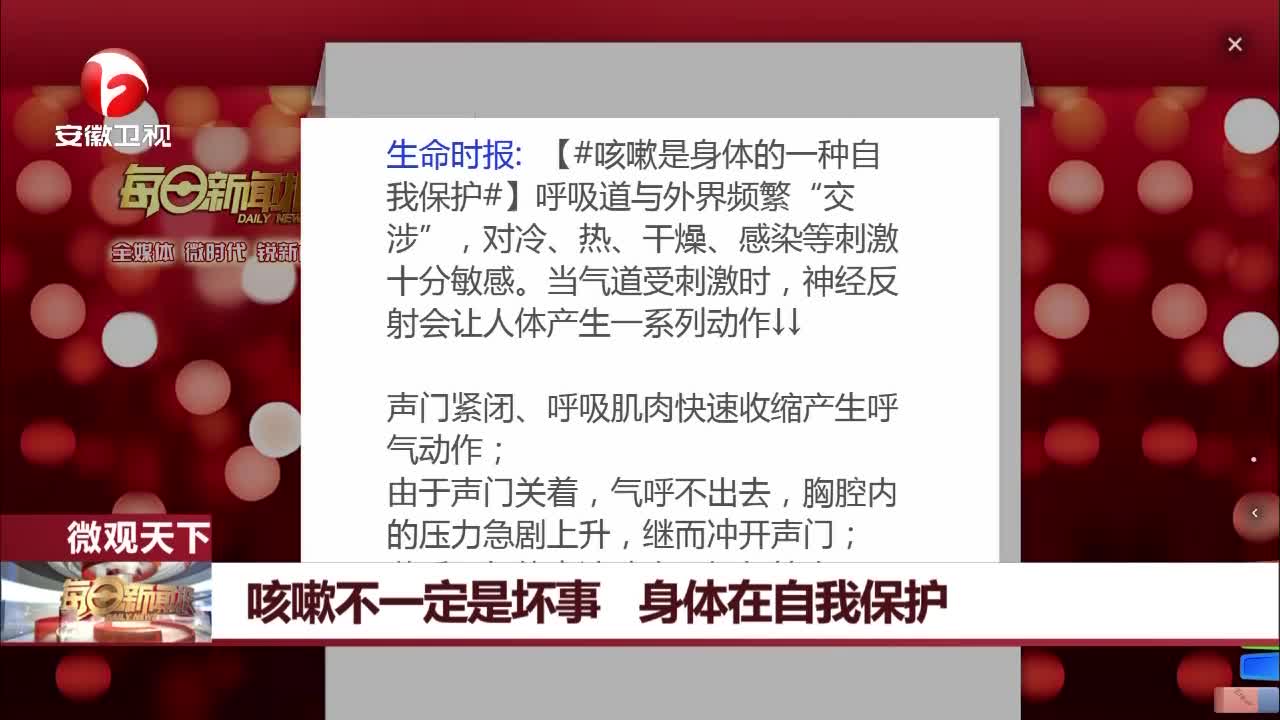 安徽卫视
每日新闻报
DAILY NEW
全媒体 微时代 锐新
生命时报: 【#咳嗽是身体的一种自
我保护#】呼吸道与外界频繁“交
涉”，对冷、热、干燥、感染等刺激
十分敏感。当气道受刺激时，神经反
射会让人体产生一系列动作↓↓
声门紧闭、呼吸肌肉快速收缩产生呼
气动作；
由于声门关着，气呼不出去，胸腔内
的压力急剧上升，继而冲开声门；
微观天下
每日新闻报
DAILY NEWS
咳嗽不一定是坏事 身体在自我保护